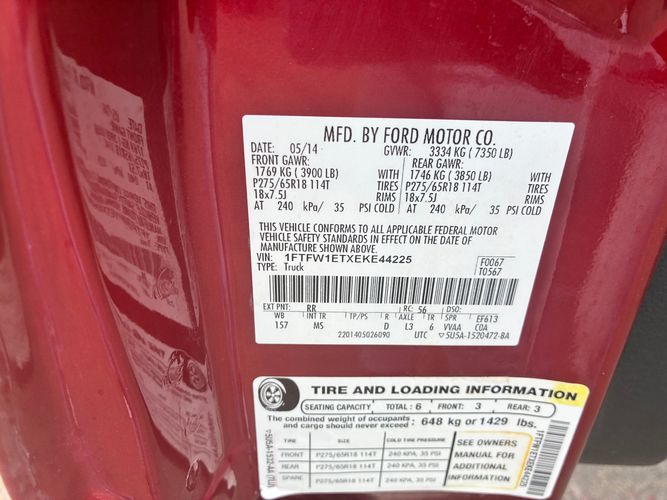 MFD. BY FORD MOTOR CO.
DATE: 05/14 GVWR: 3334 KG ( 7350 LB)
FRONT GAWR: REAR GAWR:
1769 KG ( 3900 LB) WITH 1746 KG ( 3850 LB) WITH
P275/65R18 114T TIRES P275/65R18 114T TIRES
18x7.5J RIMS 18x7.5J RIMS
AT 240 kPa/ 35 PSI COLD AT 240 kPa/ 35 PSI COLD
THIS VEHICLE CONFORMS TO ALL APPLICABLE FEDERAL MOTOR
VEHICLE SAFETY STANDARDS IN EFFECT ON THE DATE OF
MANUFACTURE SHOWN ABOVE.
VIN: 1FTFW1ETXEKE44225 F0067
TYPE: Truck T0567
EXT PNT: RR RC: 56 DSO:
WB INT TR TP/PS R AXLE TR SPR EF613
157 MS D L3 6 VVAA COA
2201405026090 UTC ▽5U5A-1520472-BA
TIRE AND LOADING INFORMATION
SEATING CAPACITY TOTAL: 6 FRONT: 3 REAR: 3
The combined weight of occupants
and cargo should never exceed: 648 kg or 1429 lbs.
TIRE SIZE COLD TIRE PRESSURE
FRONT P275/65R18 114T 240 KPA, 35 PSI
REAR P275/65R18 114T 240 KPA, 35 PSI
SPARE P275/65R18 114T 240 KPA, 35 PSI
SEE OWNERS
MANUAL FOR
ADDITIONAL
INFORMATION
1FTFW1ETXEKE44225